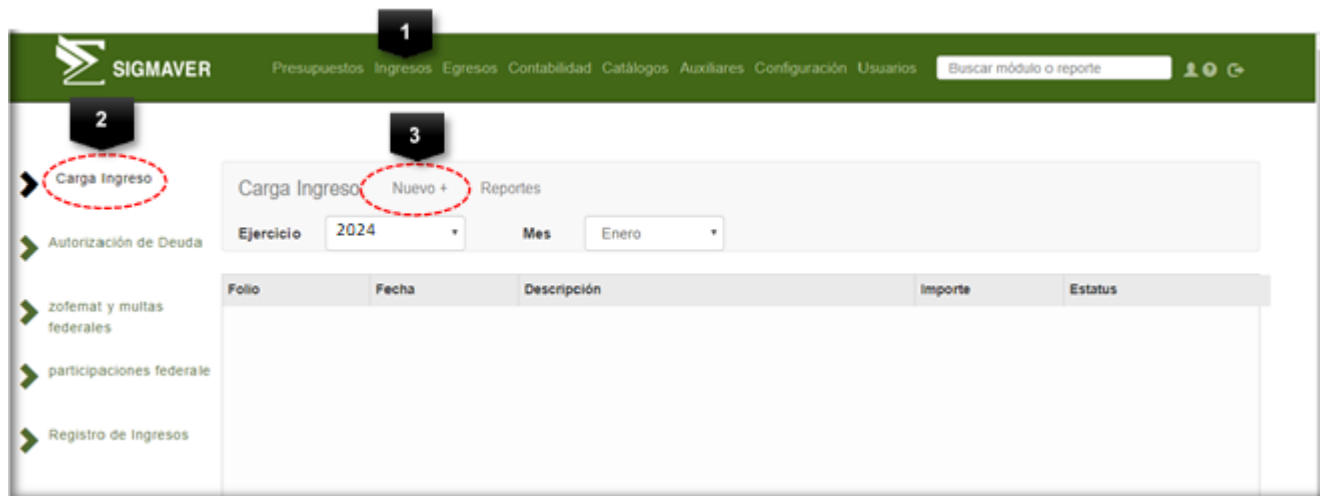 1
SIGMAVER
Presupuestos Ingresos Egresos Contabilidad Catálogos Auxiliares Configuración Usuarios
Buscar módulo o reporte
2
3
Carga Ingreso
Carga Ingreso Nuevo + Reportes
Ejercicio 2024 Mes Enero
Autorización de Deuda
Folio Fecha Descripción Importe Estatus
zofemat y multas
federales
participaciones federale
Registro de Ingresos